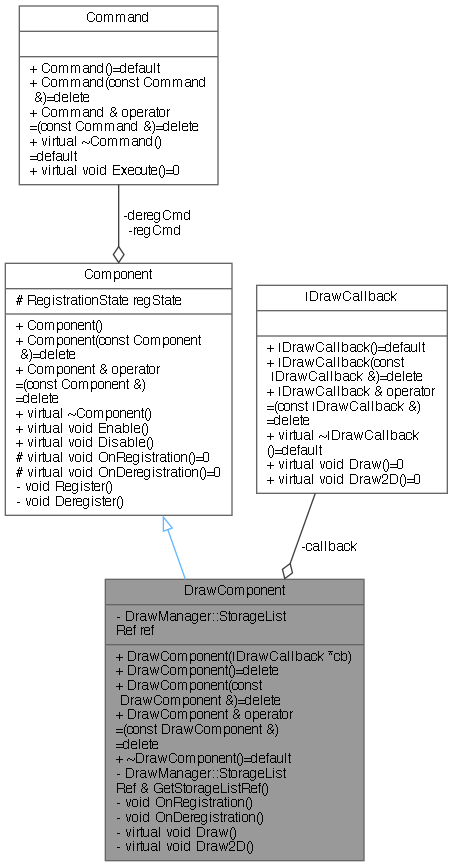 Command
+ Command()=default
+ Command(const Command
&)=delete
+ Command & operator
=(const Command &)=delete
+ virtual ~Command()
=default
+ virtual void Execute()=0
-deregCmd
-regCmd
Component
# RegistrationState regState
+ Component()
+ Component(const Component
&)=delete
+ Component & operator
=(const Component &)
=delete
+ virtual ~Component()
+ virtual void Enable()
+ virtual void Disable()
# virtual void OnRegistration()=0
# virtual void OnDeregistration()=0
- void Register()
- void Deregister()
IDrawCallback
+ IDrawCallback()=default
+ IDrawCallback(const
IDrawCallback &)=delete
+ IDrawCallback & operator
=(const IDrawCallback &)
=delete
+ virtual ~IDrawCallback
()=default
+ virtual void Draw()=0
+ virtual void Draw2D()=0
-callback
DrawComponent
- DrawManager::StorageList
Ref ref
+ DrawComponent(IDrawCallback *cb)
+ DrawComponent()=delete
+ DrawComponent(const
DrawComponent &)=delete
+ DrawComponent & operator
=(const DrawComponent &)
=delete
+ ~DrawComponent()=default
- DrawManager::StorageList
Ref & GetStorageListRef()
- void OnRegistration()
- void OnDeregistration()
- virtual void Draw()
- virtual void Draw2D()